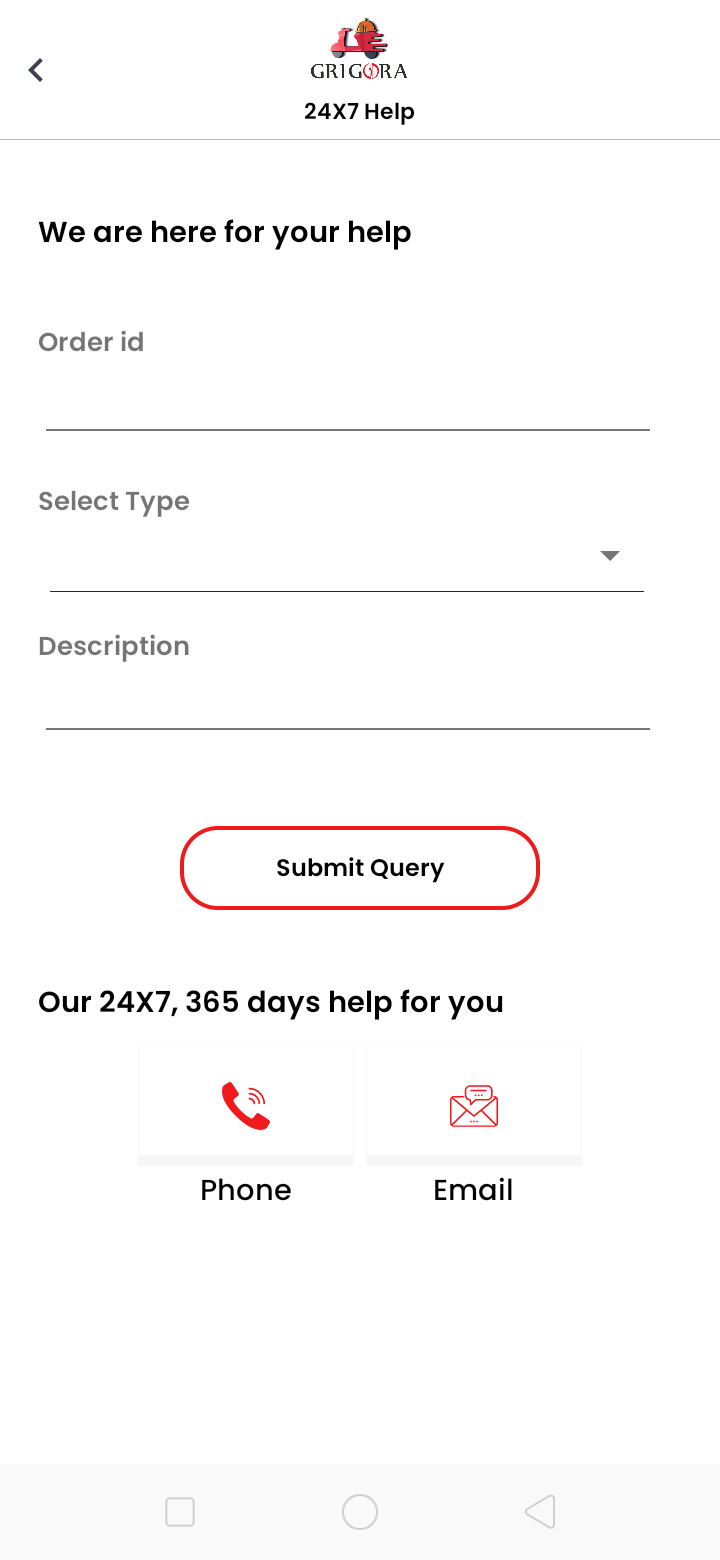 GRIGORA
24X7 Help
We are here for your help
Order id
Select Type
Description
Submit Query
Our 24X7, 365 days help for you
Phone
Email